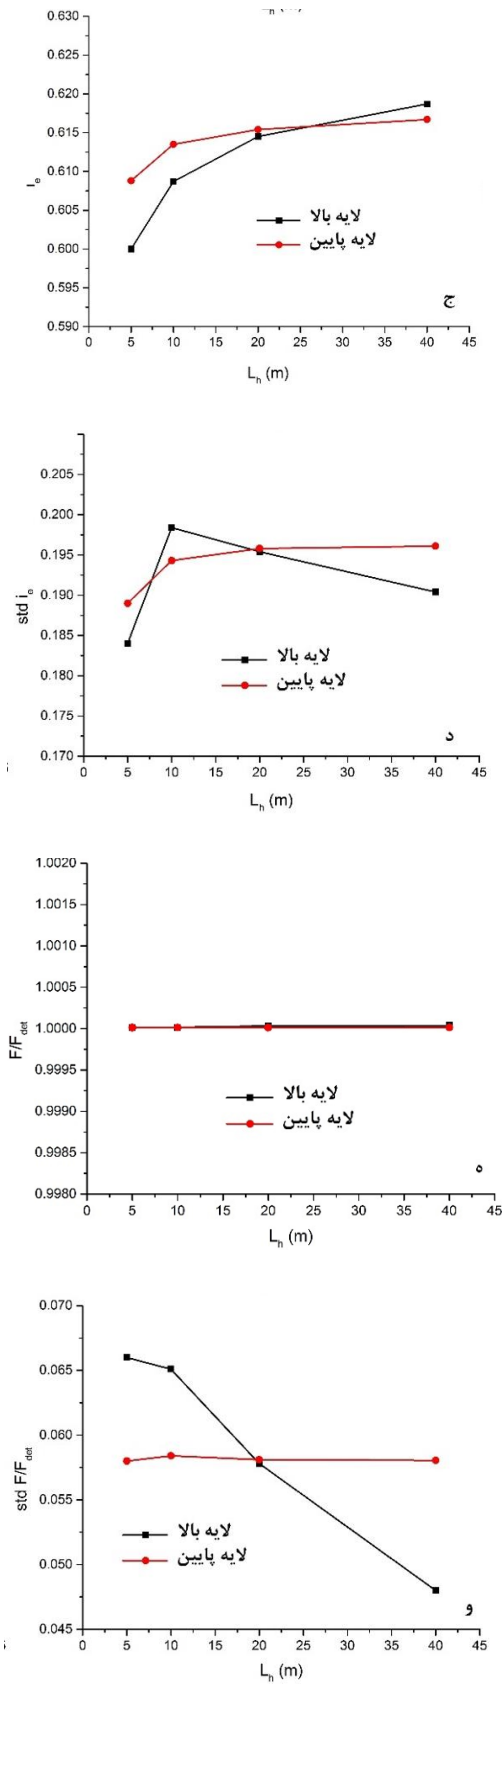 0.630
0.625
0.620
0.615
0.610
0.605
0.600
0.595
0.590
i_e
لایه بالا
لایه پایین
ج
0 5 10 15 20 25 30 35 40 45
L_h (m)
0.205
0.200
0.195
0.190
0.185
0.180
0.175
0.170
std i_e
لایه بالا
لایه پایین
د
0 5 10 15 20 25 30 35 40 45
L_h (m)
1.0020
1.0015
1.0010
1.0005
1.0000
0.9995
0.9990
0.9985
0.9980
F/F_det
لایه بالا
لایه پایین
ه
0 5 10 15 20 25 30 35 40 45
L_h (m)
0.070
0.065
0.060
0.055
0.050
0.045
std F/F_det
لایه بالا
لایه پایین
و
0 5 10 15 20 25 30 35 40 45
L_h (m)